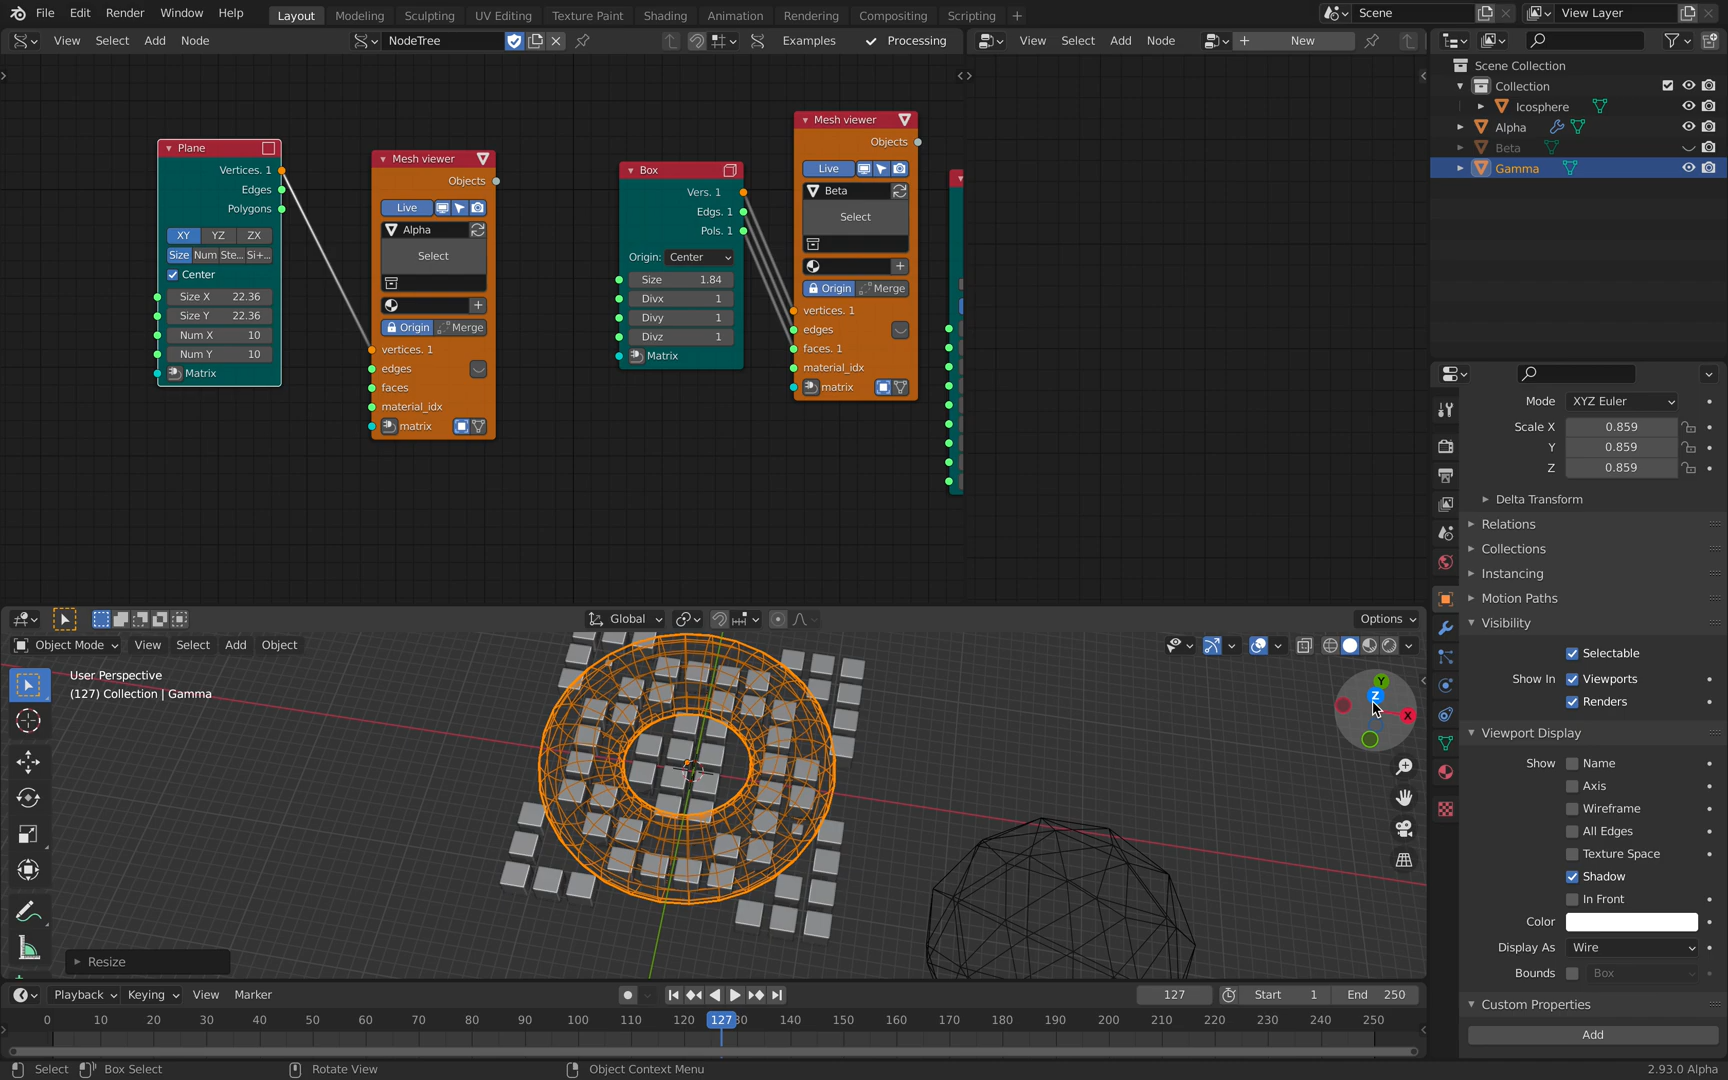 File Edit Render Window Help Layout Modeling Sculpting UV Editing Texture Paint Shading Animation Rendering Compositing Scripting + Scene View Layer
View Select Add Node NodeTree Examples Processing View Select Add Node New
Scene Collection
Collection
Icosphere
Alpha
Beta
Gamma
Plane
Vertices. 1
Edges
Polygons
XY YZ ZX
Size Num Ste... Si+...
Center
Size X 22.36
Size Y 22.36
Num X 10
Num Y 10
Matrix
Mesh viewer
Objects
Live
Alpha
Select
Origin Merge
vertices. 1
edges
faces
material_idx
matrix
Box
Vers. 1
Edgs. 1
Pols. 1
Origin: Center
Size 1.84
Divx 1
Divy 1
Divz 1
Matrix
Mesh viewer
Objects
Live
Beta
Select
Origin Merge
vertices. 1
edges
faces. 1
material_idx
matrix
Mode XYZ Euler
Scale X 0.859
Y 0.859
Z 0.859
Delta Transform
Relations
Collections
Instancing
Motion Paths
Visibility
Selectable
Show In Viewports
Renders
Viewport Display
Show Name
Axis
Wireframe
All Edges
Texture Space
Shadow
In Front
Color
Display As Wire
Bounds Box
Custom Properties
Add
Global Options
Object Mode View Select Add Object
User Perspective
(127) Collection | Gamma
Y
Z
X
Resize
Playback Keying View Marker 127 Start 1 End 250
0 10 20 30 40 50 60 70 80 90 100 110 120 127 30 140 150 160 170 180 190 200 210 220 230 240 250
Select Box Select Rotate View Object Context Menu 2.93.0 Alpha